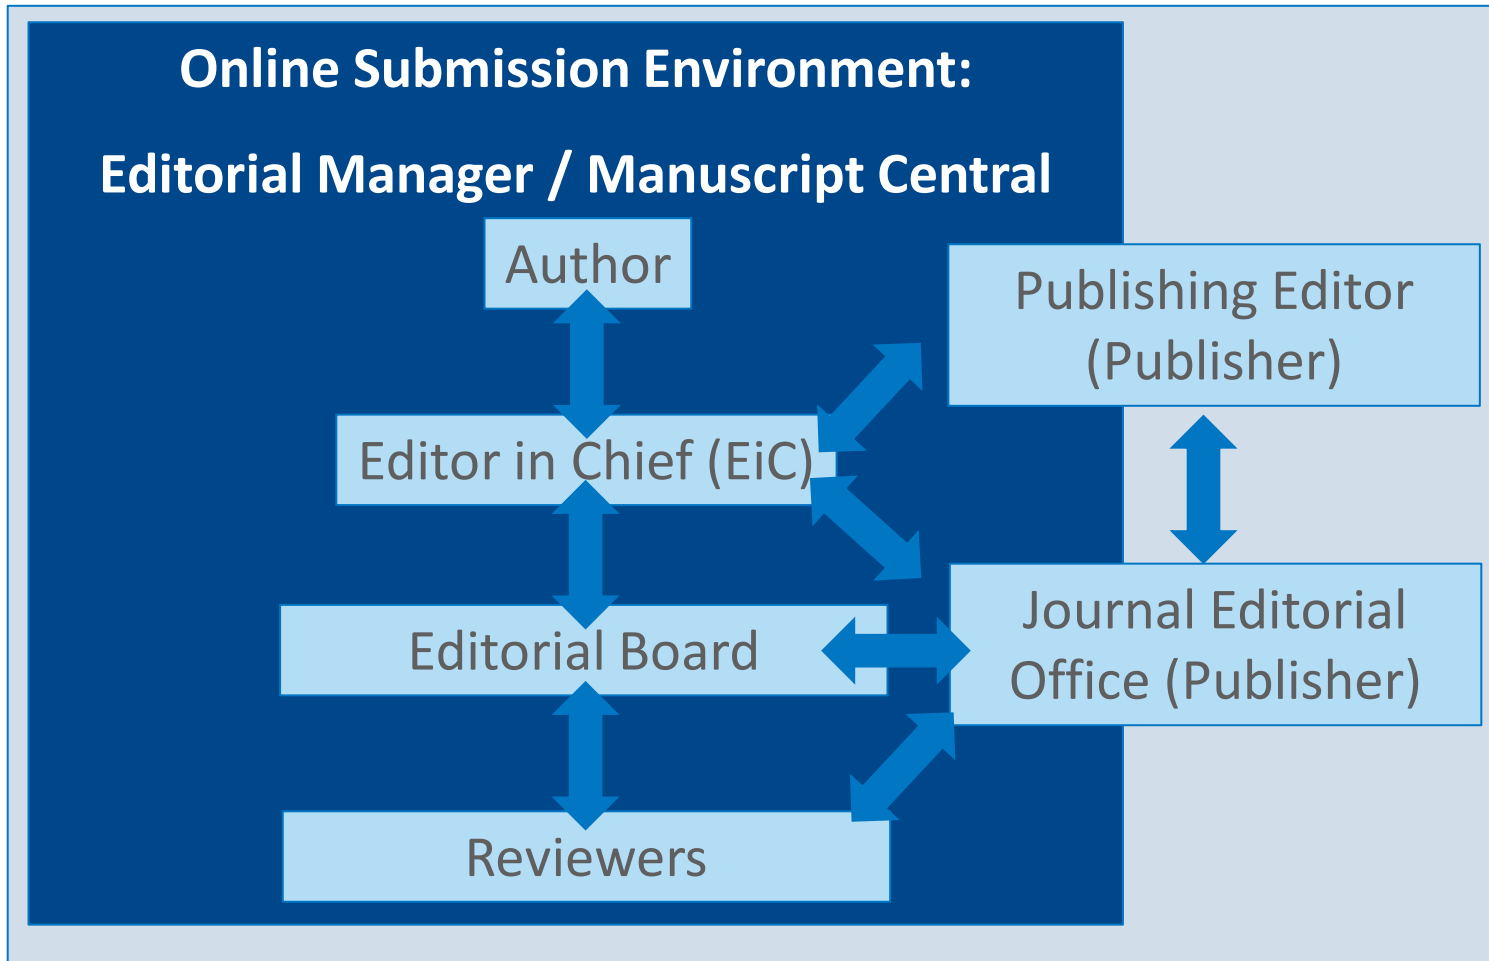 Online Submission Environment:
Editorial Manager / Manuscript Central
Author
Publishing Editor
(Publisher)
Editor in Chief (EiC)
Editorial Board
Journal Editorial
Office (Publisher)
Reviewers